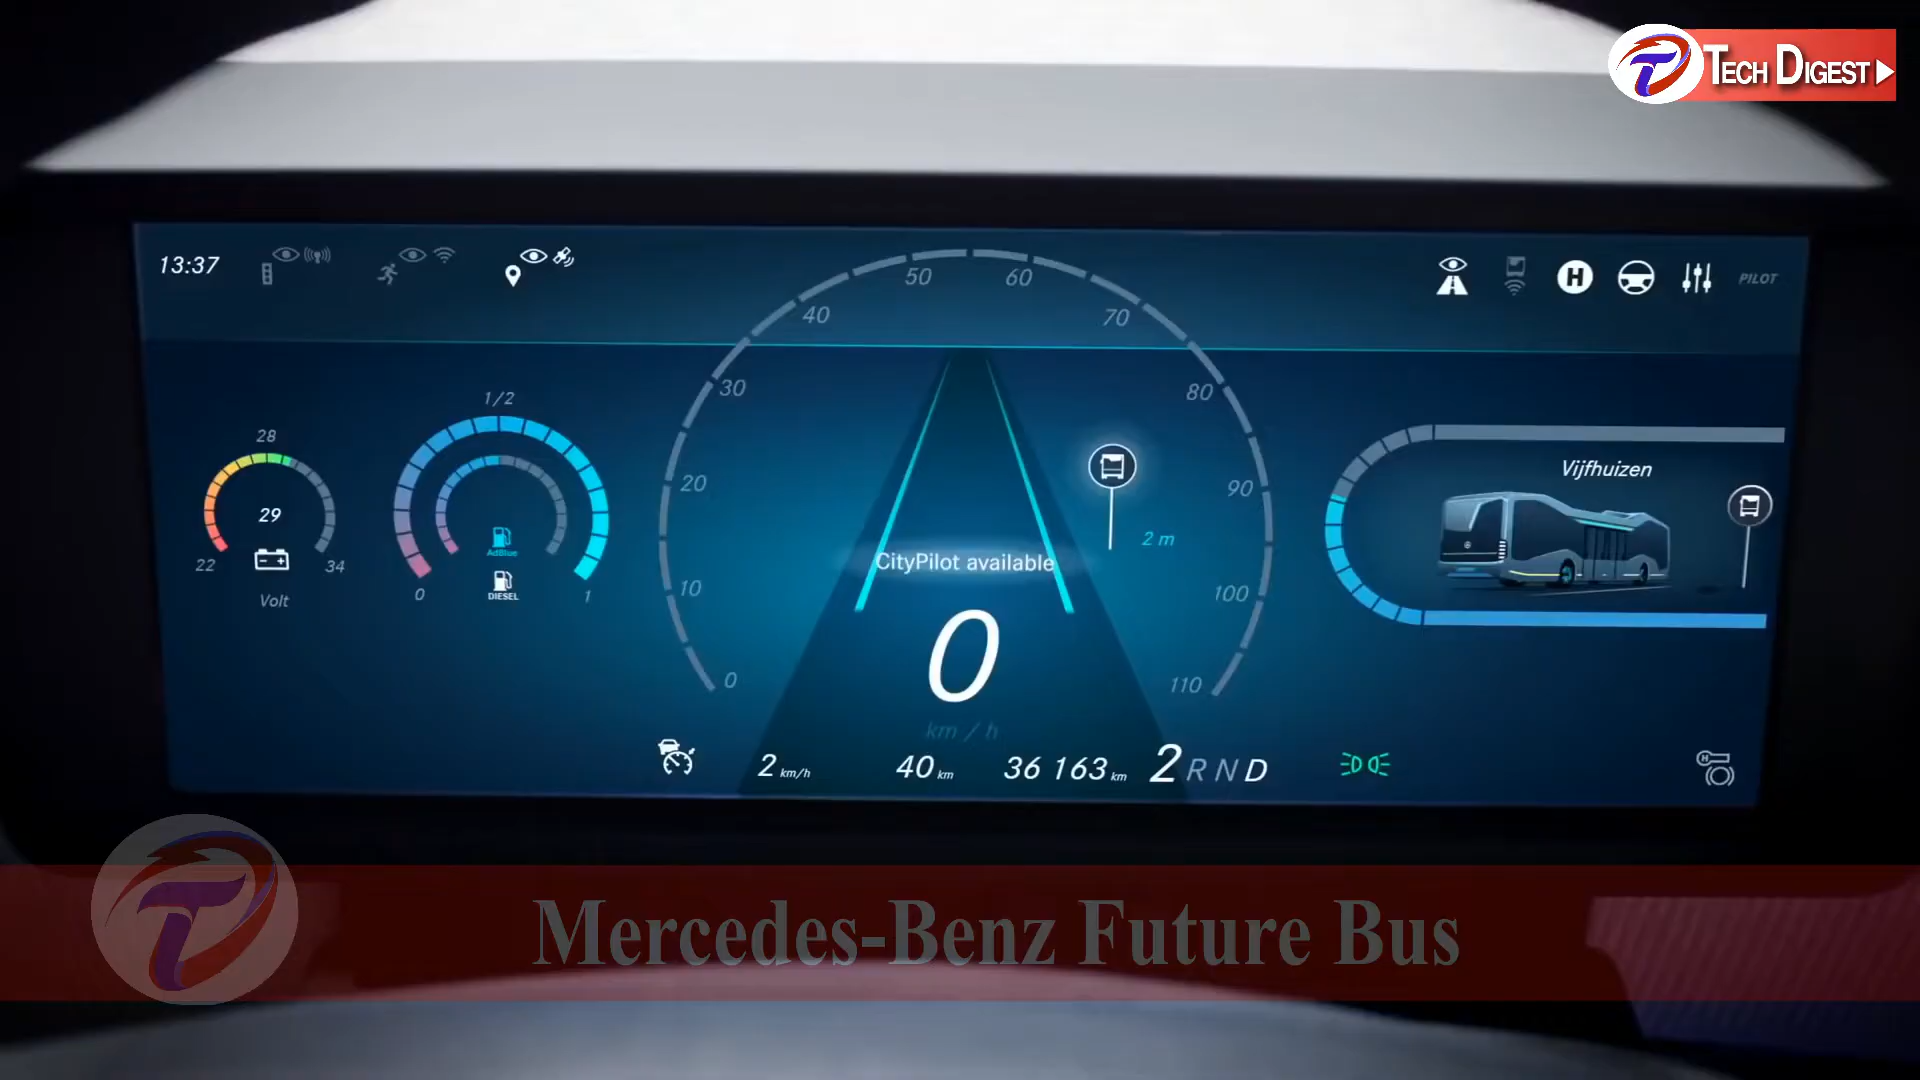 TECH DIGEST
13:37
PILOT
50 60
40 70
30 80
20 90
10 100
0 110
28
29
22 34
Volt
1/2
AdBlue
DIESEL
0 1
CityPilot available
2 m
0
km / h
Vijfhuizen
H
2 km/h 40 km 36 163 km 2 R N D
Mercedes-Benz Future Bus